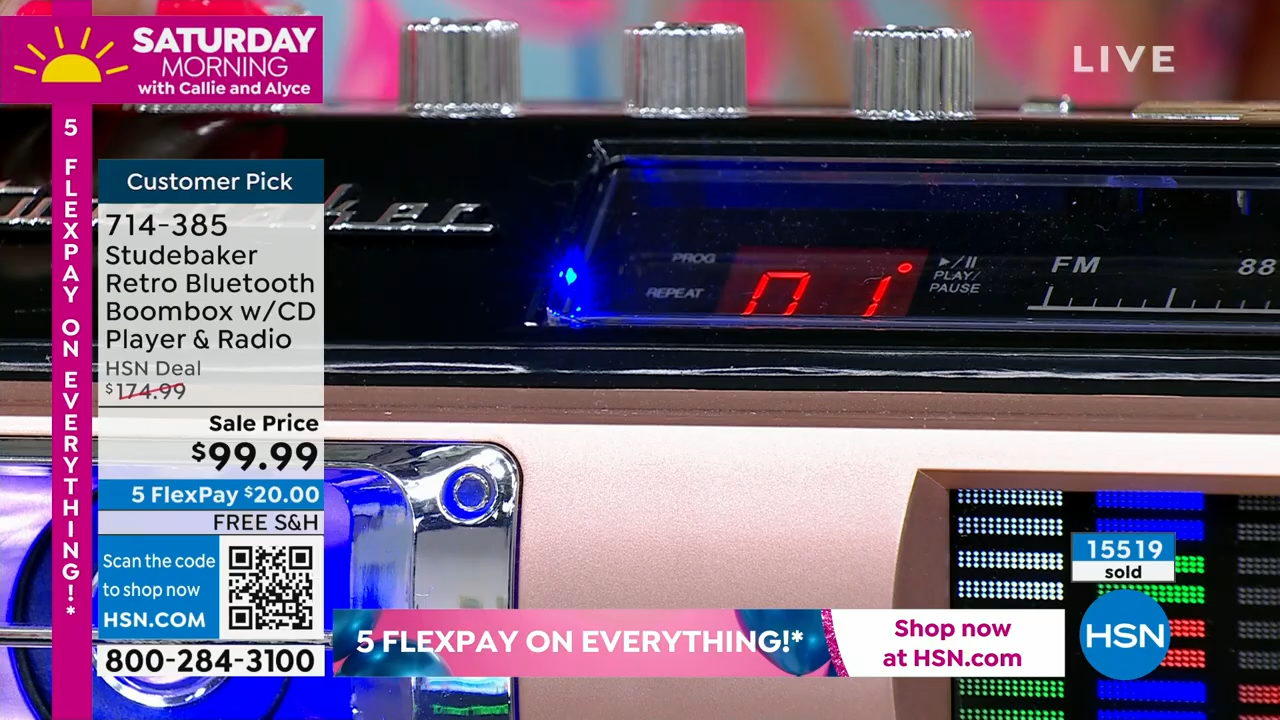 SATURDAY
MORNING
with Callie and Alyce
LIVE
5 FLEXPAY ON EVERYTHING!*
Customer Pick
714-385
Studebaker
Retro Bluetooth
Boombox w/CD
Player & Radio
HSN Deal
$174.99
Sale Price
$99.99
5 FlexPay $20.00
FREE S&H
Scan the code
to shop now
HSN.COM
800-284-3100
PROG
REPEAT
▶/II
PLAY/
PAUSE
FM
88
15519
sold
HSN
5 FLEXPAY ON EVERYTHING!*
Shop now
at HSN.com